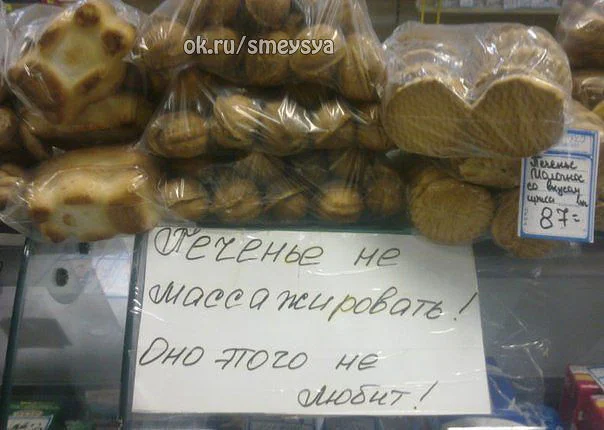 ok.ru/smeysya
Печенье
Молочное
со вкусом
87=
Печенье не
массажировать!
Оно этого не
любит!